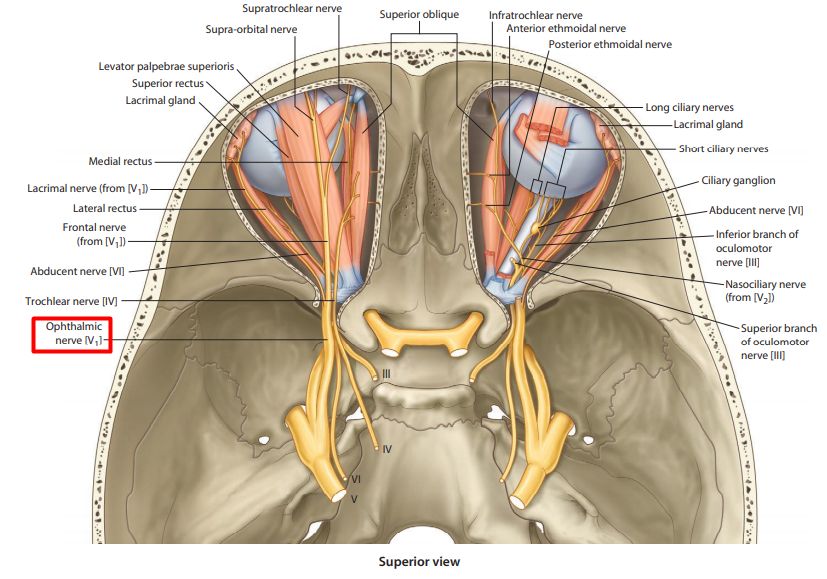 Supratrochlear nerve
Supra-orbital nerve
Superior oblique
Infratrochlear nerve
Anterior ethmoidal nerve
Posterior ethmoidal nerve
Levator palpebrae superioris
Superior rectus
Lacrimal gland
Medial rectus
Lacrimal nerve (from [V1])
Lateral rectus
Frontal nerve
(from [V1])
Abducent nerve [VI]
Trochlear nerve [IV]
Ophthalmic
nerve [V1]
Long ciliary nerves
Lacrimal gland
Short ciliary nerves
Ciliary ganglion
Abducent nerve [VI]
Inferior branch of
oculomotor
nerve [III]
Nasociliary nerve
(from [V2])
Superior branch
of oculomotor
nerve [III]
III
IV
VI
V
Superior view